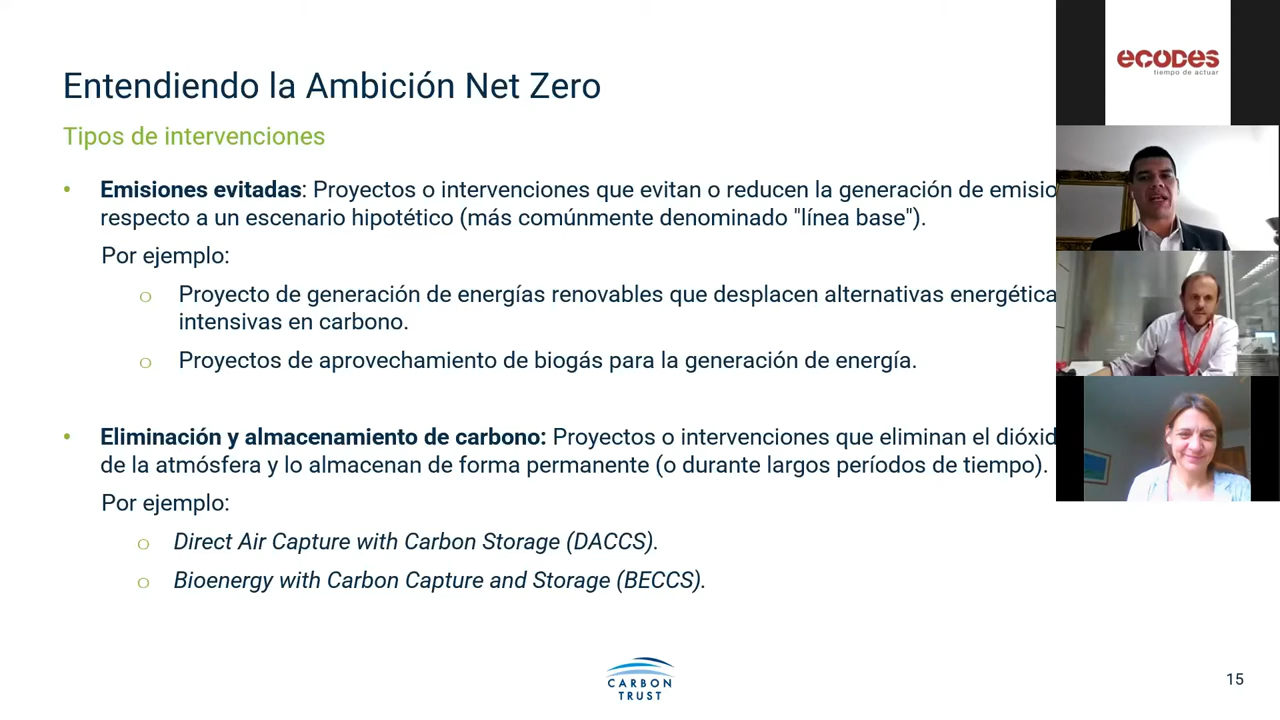 Entendiendo la Ambición Net Zero
Tipos de intervenciones
• Emisiones evitadas: Proyectos o intervenciones que evitan o reducen la generación de emisio
respecto a un escenario hipotético (más comúnmente denominado "línea base").
Por ejemplo:
o Proyecto de generación de energías renovables que desplacen alternativas energética
intensivas en carbono.
o Proyectos de aprovechamiento de biogás para la generación de energía.
• Eliminación y almacenamiento de carbono: Proyectos o intervenciones que eliminan el dióxid
de la atmósfera y lo almacenan de forma permanente (o durante largos períodos de tiempo).
Por ejemplo:
o Direct Air Capture with Carbon Storage (DACCS).
o Bioenergy with Carbon Capture and Storage (BECCS).
CARBON
TRUST
15
ecodes
tiempo de actuar